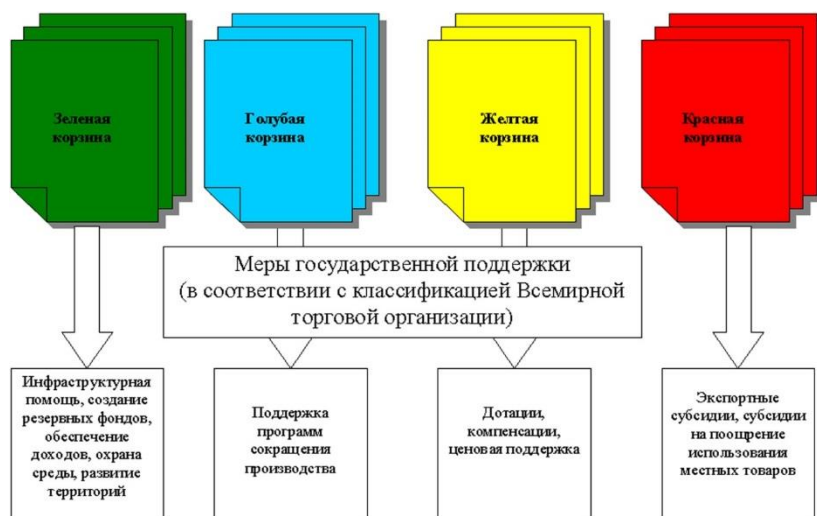 Зеленая
корзина
Голубая
корзина
Желтая
корзина
Красная
корзина
Меры государственной поддержки
(в соответствии с классификацией Всемирной
торговой организации)
Инфраструктурная
помощь, создание
резервных фондов,
обеспечение
доходов, охрана
среды, развитие
территорий
Поддержка
программ
сокращения
производства
Дотации,
компенсации,
ценовая поддержка
Экспортные
субсидии, субсидии
на поощрение
использования
местных товаров